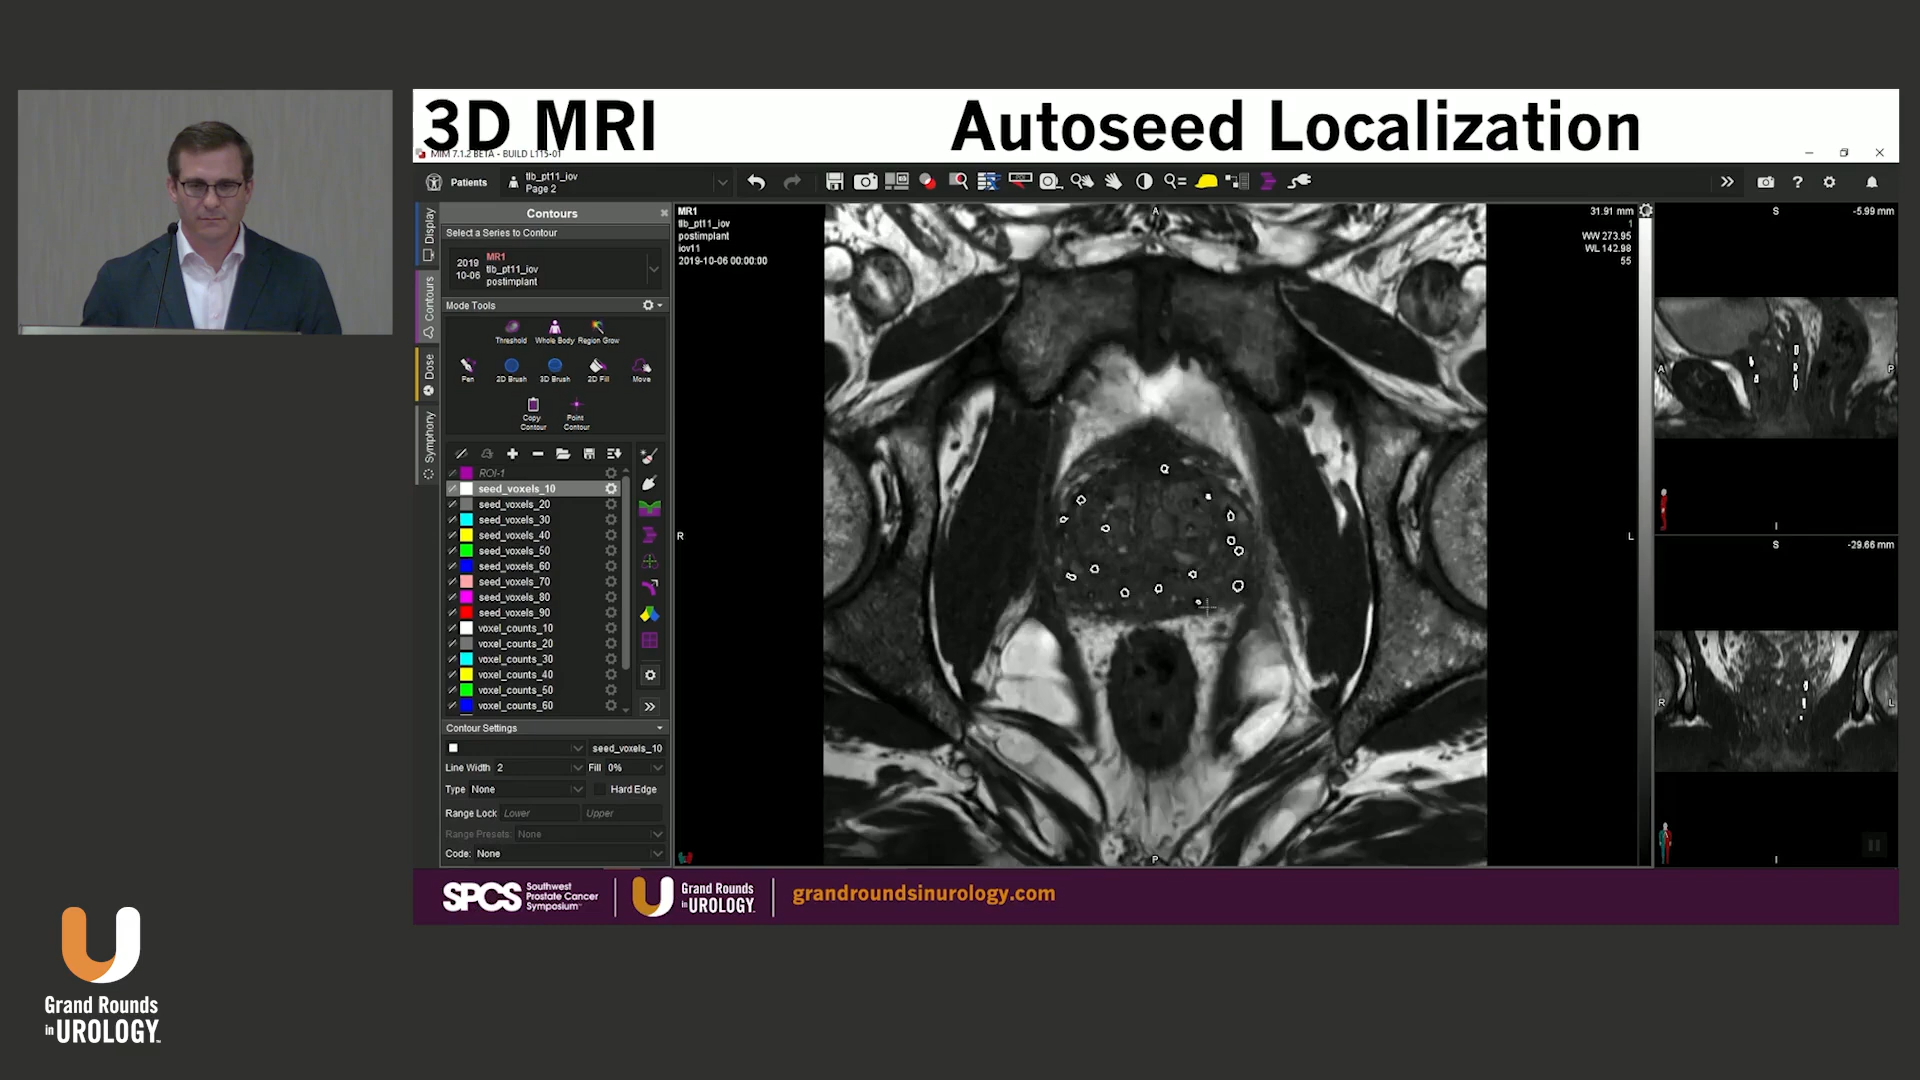 3D MRI
Autoseed Localization
MIM 7.1.2 BETA - BUILD L115-01
Patients
tlb_pt11_iov
Page 2
Display
Contours
Dose
Symphony
Contours
Select a Series to Contour
2019
10-06
MR1
tlb_pt11_iov
postimplant
Mode Tools
Threshold
Whole Body
Region Grow
Pen
2D Brush
3D Brush
2D Fill
Move
Copy
Contour
Point
Contour
ROI-1
seed_voxels_10
seed_voxels_20
seed_voxels_30
seed_voxels_40
seed_voxels_50
seed_voxels_60
seed_voxels_70
seed_voxels_80
seed_voxels_90
voxel_counts_10
voxel_counts_20
voxel_counts_30
voxel_counts_40
voxel_counts_50
voxel_counts_60
Contour Settings
seed_voxels_10
Line Width 2
Fill 0%
Type None
Hard Edge
Range Lock Lower Upper
Range Presets: None
Code: None
MR1
tlb_pt11_iov
postimplant
iov11
2019-10-06 00:00:00
A
R
L
P
31.91 mm
1
WW 273.95
WL 142.98
55
S
-5.99 mm
A
P
I
S
-29.66 mm
R
L
I
SPCS
Southwest
Prostate Cancer
Symposium™
Grand Rounds
in UROLOGY.
grandroundsinurology.com
Grand Rounds
in UROLOGY™